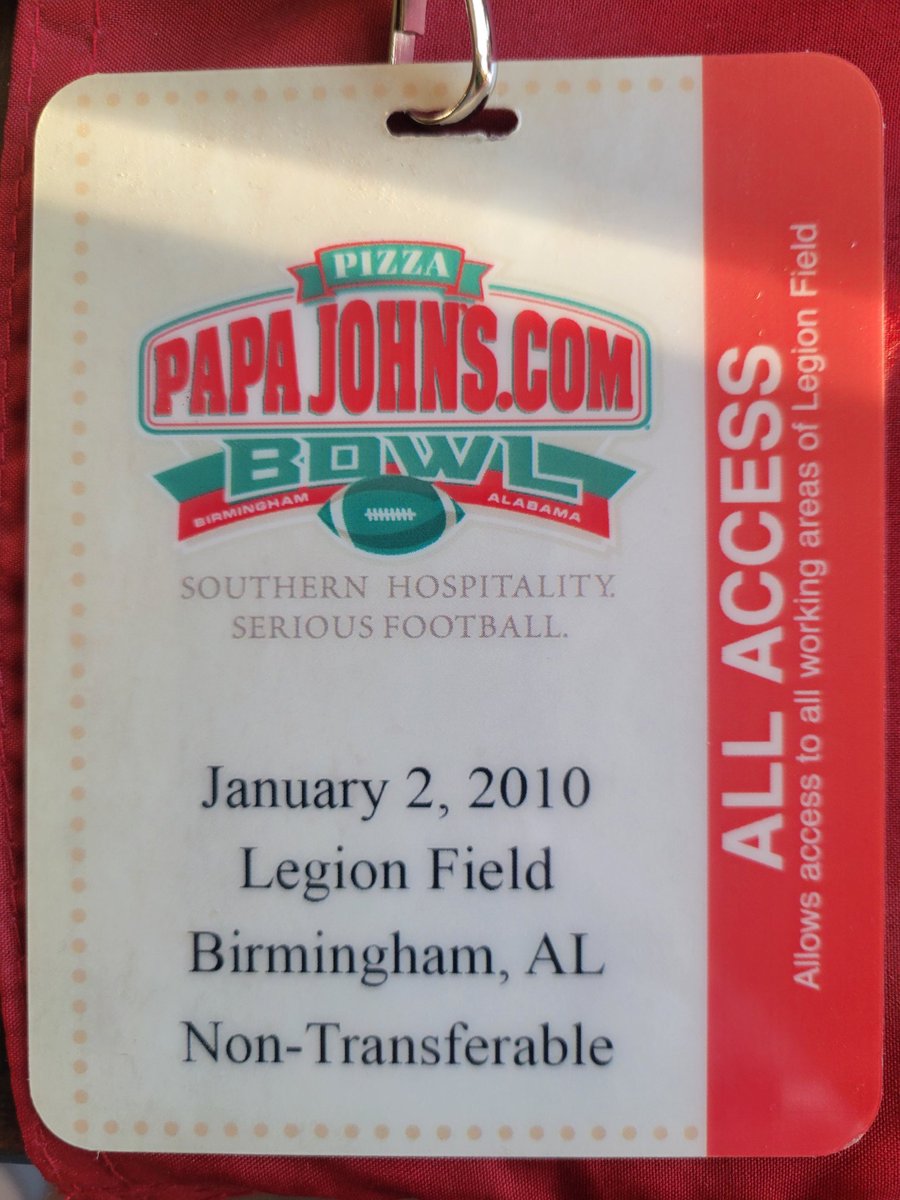 PIZZA
PAPA JOHN'S.COM
BOWL
BIRMINGHAM ALABAMA
SOUTHERN HOSPITALITY.
SERIOUS FOOTBALL.
January 2, 2010
Legion Field
Birmingham, AL
Non-Transferable
ALL ACCESS
Allows access to all working areas of Legion Field